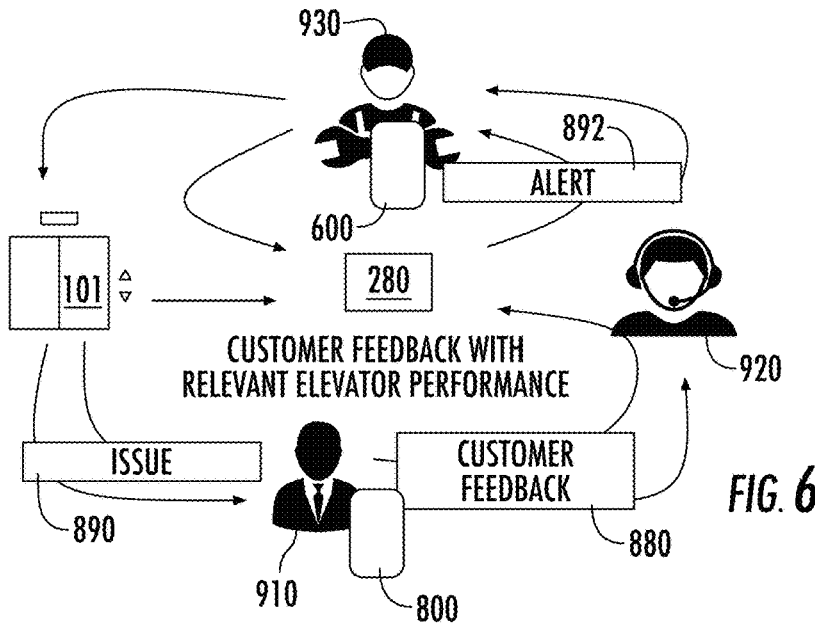 930
892
ALERT
600
101
280
920
CUSTOMER FEEDBACK WITH
RELEVANT ELEVATOR PERFORMANCE
ISSUE
CUSTOMER
FEEDBACK
FIG. 6
890
880
910
800